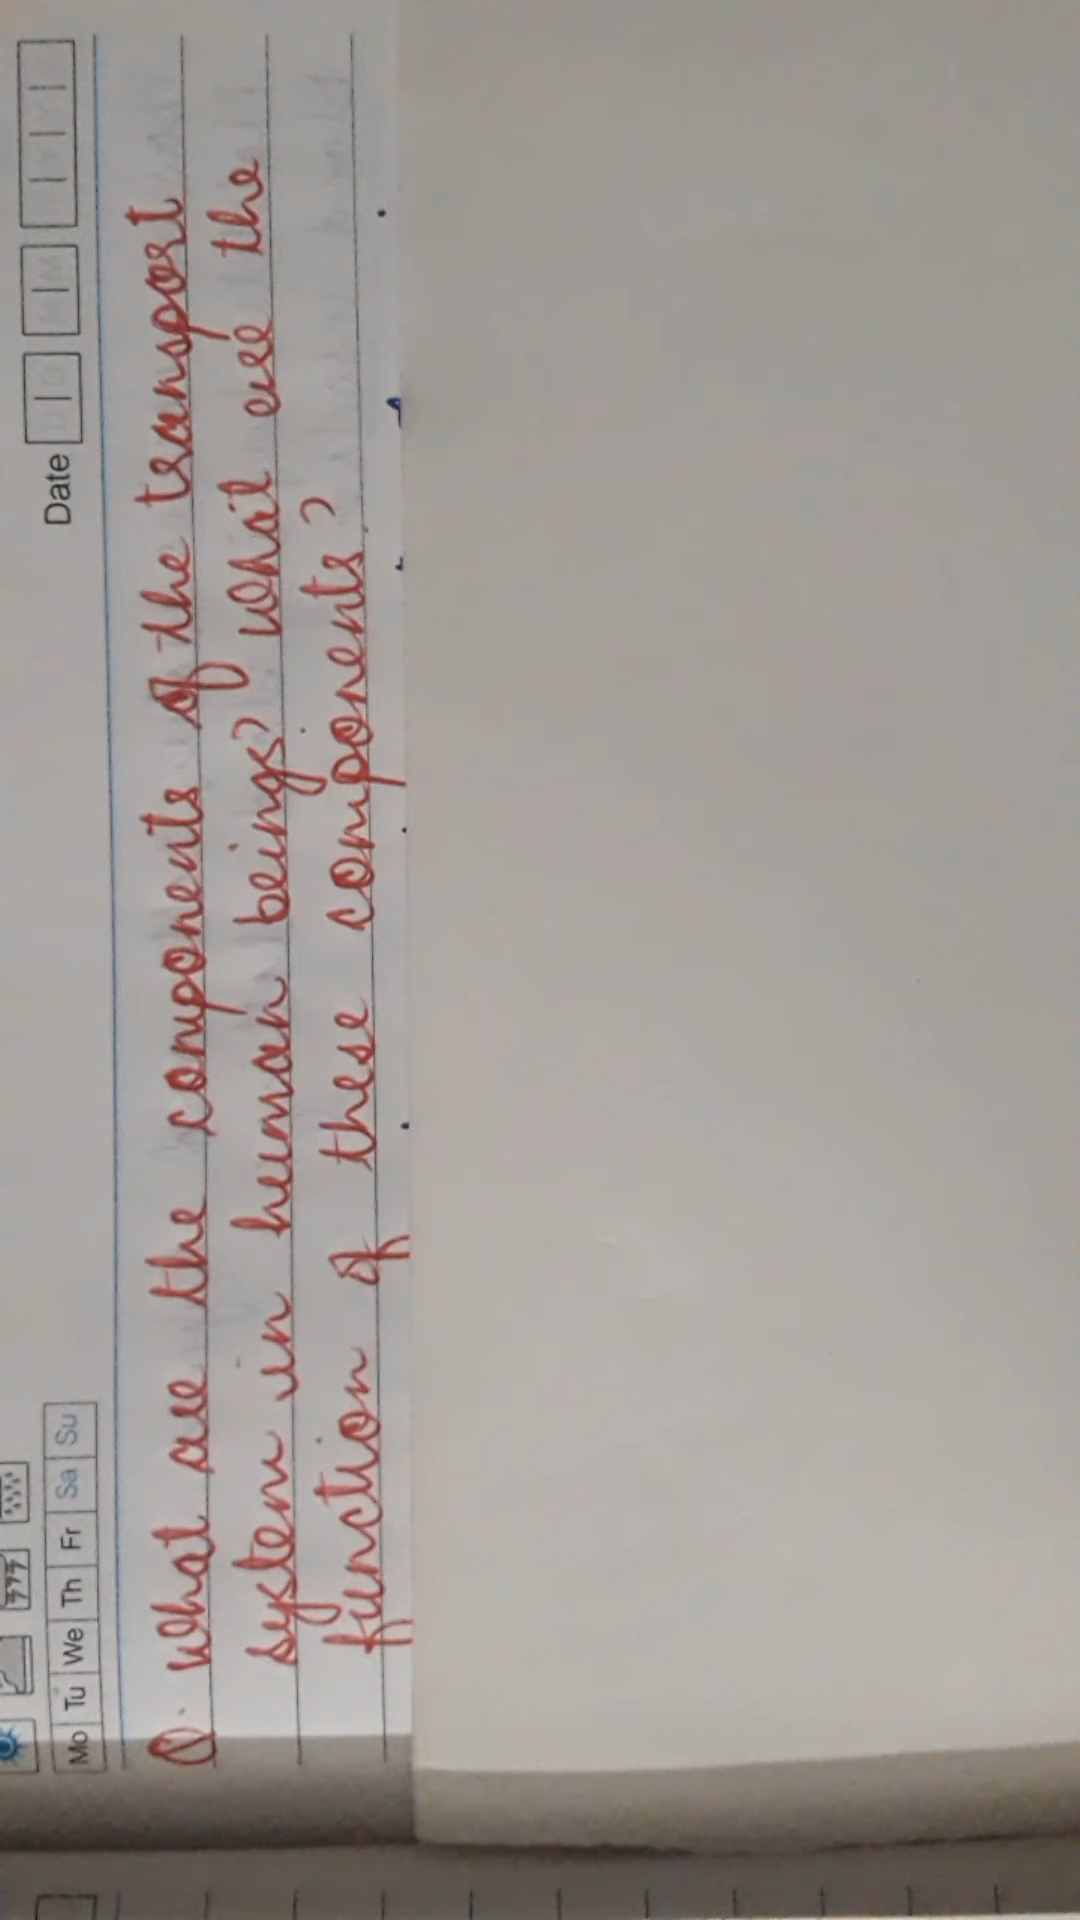 Date
Mo Tu We Th Fr Sa Su
Q. What are the components of the transport
system in human beings? What are the
function of these components?